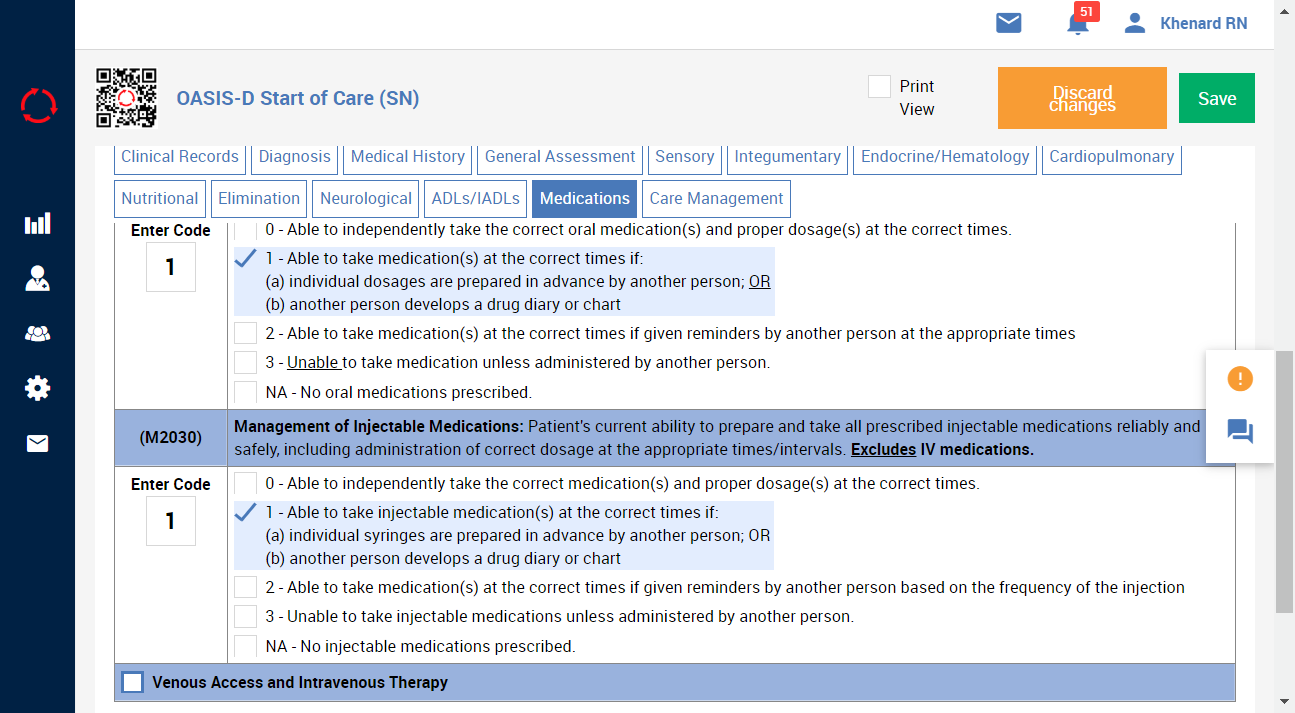 51
Khenard RN
OASIS-D Start of Care (SN)
Print
View
Discard
changes
Save
Clinical Records
Diagnosis
Medical History
General Assessment
Sensory
Integumentary
Endocrine/Hematology
Cardiopulmonary
Nutritional
Elimination
Neurological
ADLs/IADLs
Medications
Care Management
Enter Code
1
0 - Able to independently take the correct oral medication(s) and proper dosage(s) at the correct times.
1 - Able to take medication(s) at the correct times if:
(a) individual dosages are prepared in advance by another person; OR
(b) another person develops a drug diary or chart
2 - Able to take medication(s) at the correct times if given reminders by another person at the appropriate times
3 - Unable to take medication unless administered by another person.
NA - No oral medications prescribed.
(M2030)
Management of Injectable Medications: Patient's current ability to prepare and take all prescribed injectable medications reliably and
safely, including administration of correct dosage at the appropriate times/intervals. Excludes IV medications.
Enter Code
1
0 - Able to independently take the correct medication(s) and proper dosage(s) at the correct times.
1 - Able to take injectable medication(s) at the correct times if:
(a) individual syringes are prepared in advance by another person; OR
(b) another person develops a drug diary or chart
2 - Able to take medication(s) at the correct times if given reminders by another person based on the frequency of the injection
3 - Unable to take injectable medications unless administered by another person.
NA - No injectable medications prescribed.
Venous Access and Intravenous Therapy